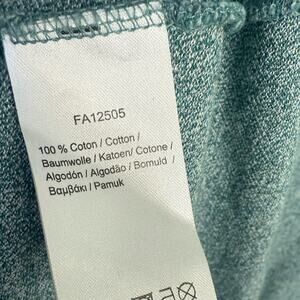 FA12505
100 % Coton / Cotton /
Baumwolle / Katoen/ Cotone /
Algodón / Algodão / Bomuld /
Βαμβάκι / Pamuk